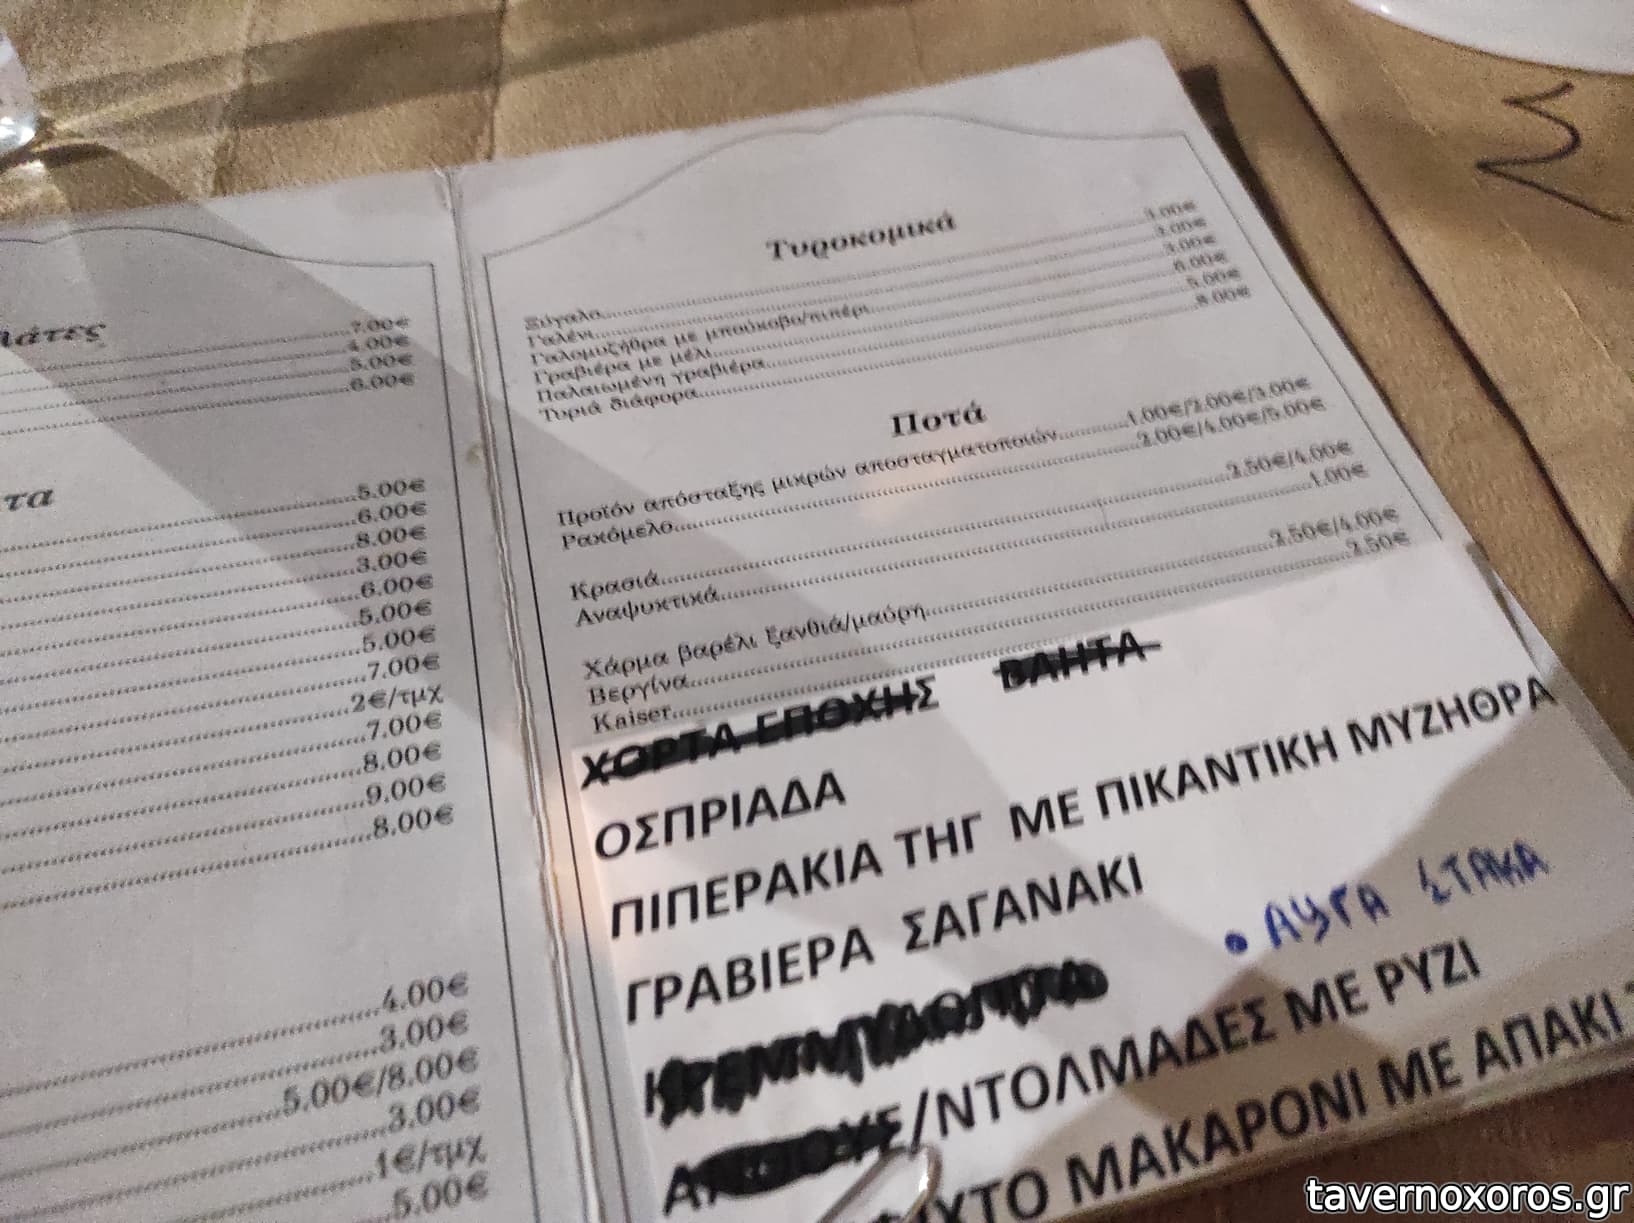 7.00€
4.00€
5.00€
6.00€
5.00€
6.00€
8.00€
3.00€
6.00€
5.00€
5.00€
7.00€
2€/τμχ
7.00€
8.00€
9.00€
8.00€
4.00€
3.00€
5.00€/8.00€
3.00€
1€/τμχ
5.00€
Τυροκομικά
Ξύγαλο 3.00€
Γαλένι 3.00€
Γαλομυζήθρα με μπούκοβο/πιπέρι 3.00€
Γραβιέρα με μέλι 6.00€
Παλαιωμένη γραβιέρα 5.00€
Τυριά διάφορα 8.00€
Ποτά
Προϊόν απόσταξης μικρών αποσταγματοποιών 1.00€/2.00€/3.00€
Ρακόμελο 2.00€/4.00€/5.00€
Κρασιά 2.50€/4.00€
Αναψυκτικά 1.00€
Χάρμα βαρέλι ξανθιά/μαύρη 2.50€/4.00€
Βεργίνα 2.50€
Kaiser
ΧΟΡΤΑ ΕΠΟΧΗΣ ΒΛΗΤΑ
ΟΣΠΡΙΑΔΑ
ΠΙΠΕΡΑΚΙΑ ΤΗΓ ΜΕ ΠΙΚΑΝΤΙΚΗ ΜΥΖΗΘΡΑ
ΓΡΑΒΙΕΡΑ ΣΑΓΑΝΑΚΙ
• ΑΥΓΑ ΣΤΑΚΑ
/ΝΤΟΛΜΑΔΕΣ ΜΕ ΡΥΖΙ
ΜΑΚΑΡΟΝΙ ΜΕ ΑΠΑΚΙ
tavernoxoros.gr